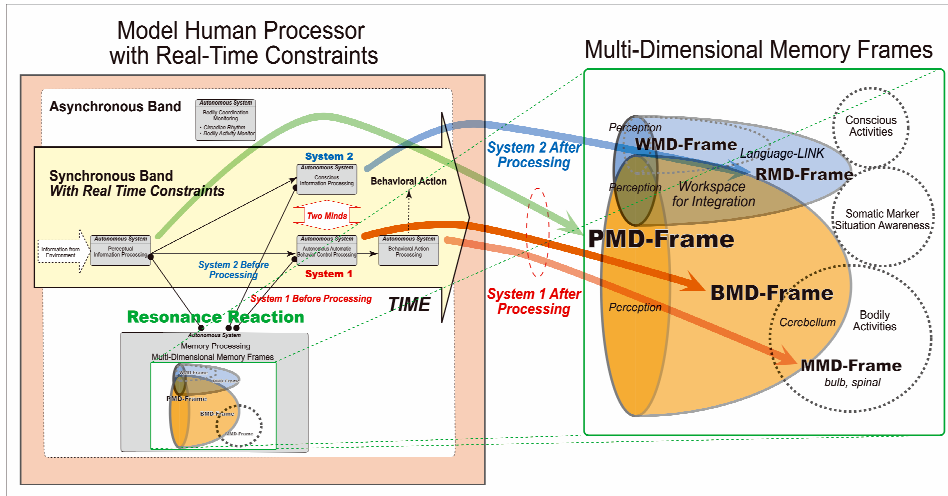 Model Human Processor
with Real-Time Constraints
Multi-Dimensional Memory Frames
Asynchronous Band
Autonomous System
Bodily Coordination
Monitoring
• Circadian Rhythm
• Bodily Activity Monitor
Synchronous Band
With Real Time Constraints
System 2
Autonomous System
Conscious
Information Processing
Behavioral Action
Two Minds
Information from
Environment
Autonomous System
Perceptual
Information Processing
Autonomous System
Autonomous Automatic
Behavior Control Processing
Autonomous System
Behavioral Action
Processing
System 2 Before
Processing
System 1
System 1 Before Processing
TIME
Resonance Reaction
Autonomous System
Memory Processing
Multi-Dimensional Memory Frames
WMD-Frame
PMD-Frame
BMD-Frame
MMD-Frame
System 2 After
Processing
System 1 After
Processing
Perception
WMD-Frame
Language-LINK
RMD-Frame
Perception
Workspace
for Integration
PMD-Frame
BMD-Frame
Perception
Cerebellum
MMD-Frame
bulb, spinal
Conscious
Activities
Somatic Marker
Situation Awareness
Bodily
Activities